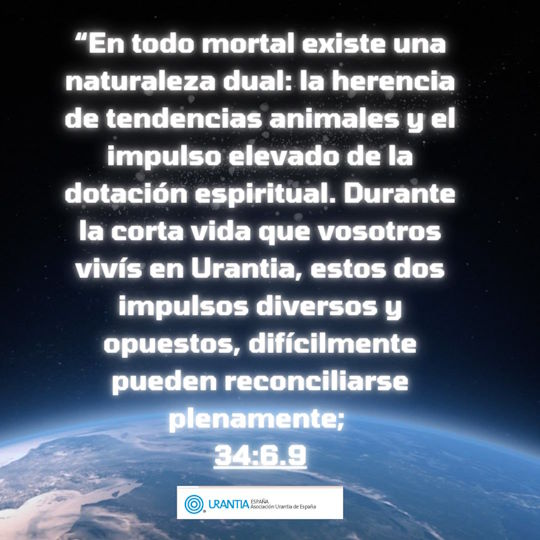 “En todo mortal existe una
naturaleza dual: la herencia
de tendencias animales y el
impulso elevado de la
dotación espiritual. Durante
la corta vida que vosotros
vivís en Urantia, estos dos
impulsos diversos y
opuestos, difícilmente
pueden reconciliarse
plenamente;
34:6.9
URANTIA ESPAÑA
Asociación Urantia de España